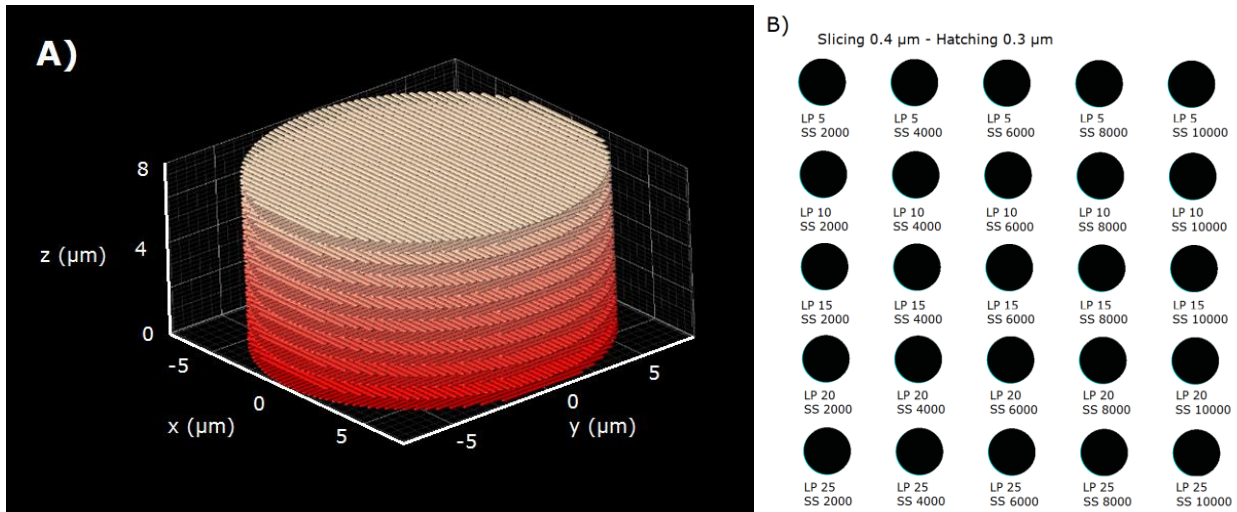 A)
8
4
z (µm)
0
-5
0
x (µm)
5
5
0
y (µm)
-5
B)
Slicing 0.4 µm - Hatching 0.3 µm
LP 5 LP 5 LP 5 LP 5 LP 5
SS 2000 SS 4000 SS 6000 SS 8000 SS 10000
LP 10 LP 10 LP 10 LP 10 LP 10
SS 2000 SS 4000 SS 6000 SS 8000 SS 10000
LP 15 LP 15 LP 15 LP 15 LP 15
SS 2000 SS 4000 SS 6000 SS 8000 SS 10000
LP 20 LP 20 LP 20 LP 20 LP 20
SS 2000 SS 4000 SS 6000 SS 8000 SS 10000
LP 25 LP 25 LP 25 LP 25 LP 25
SS 2000 SS 4000 SS 6000 SS 8000 SS 10000